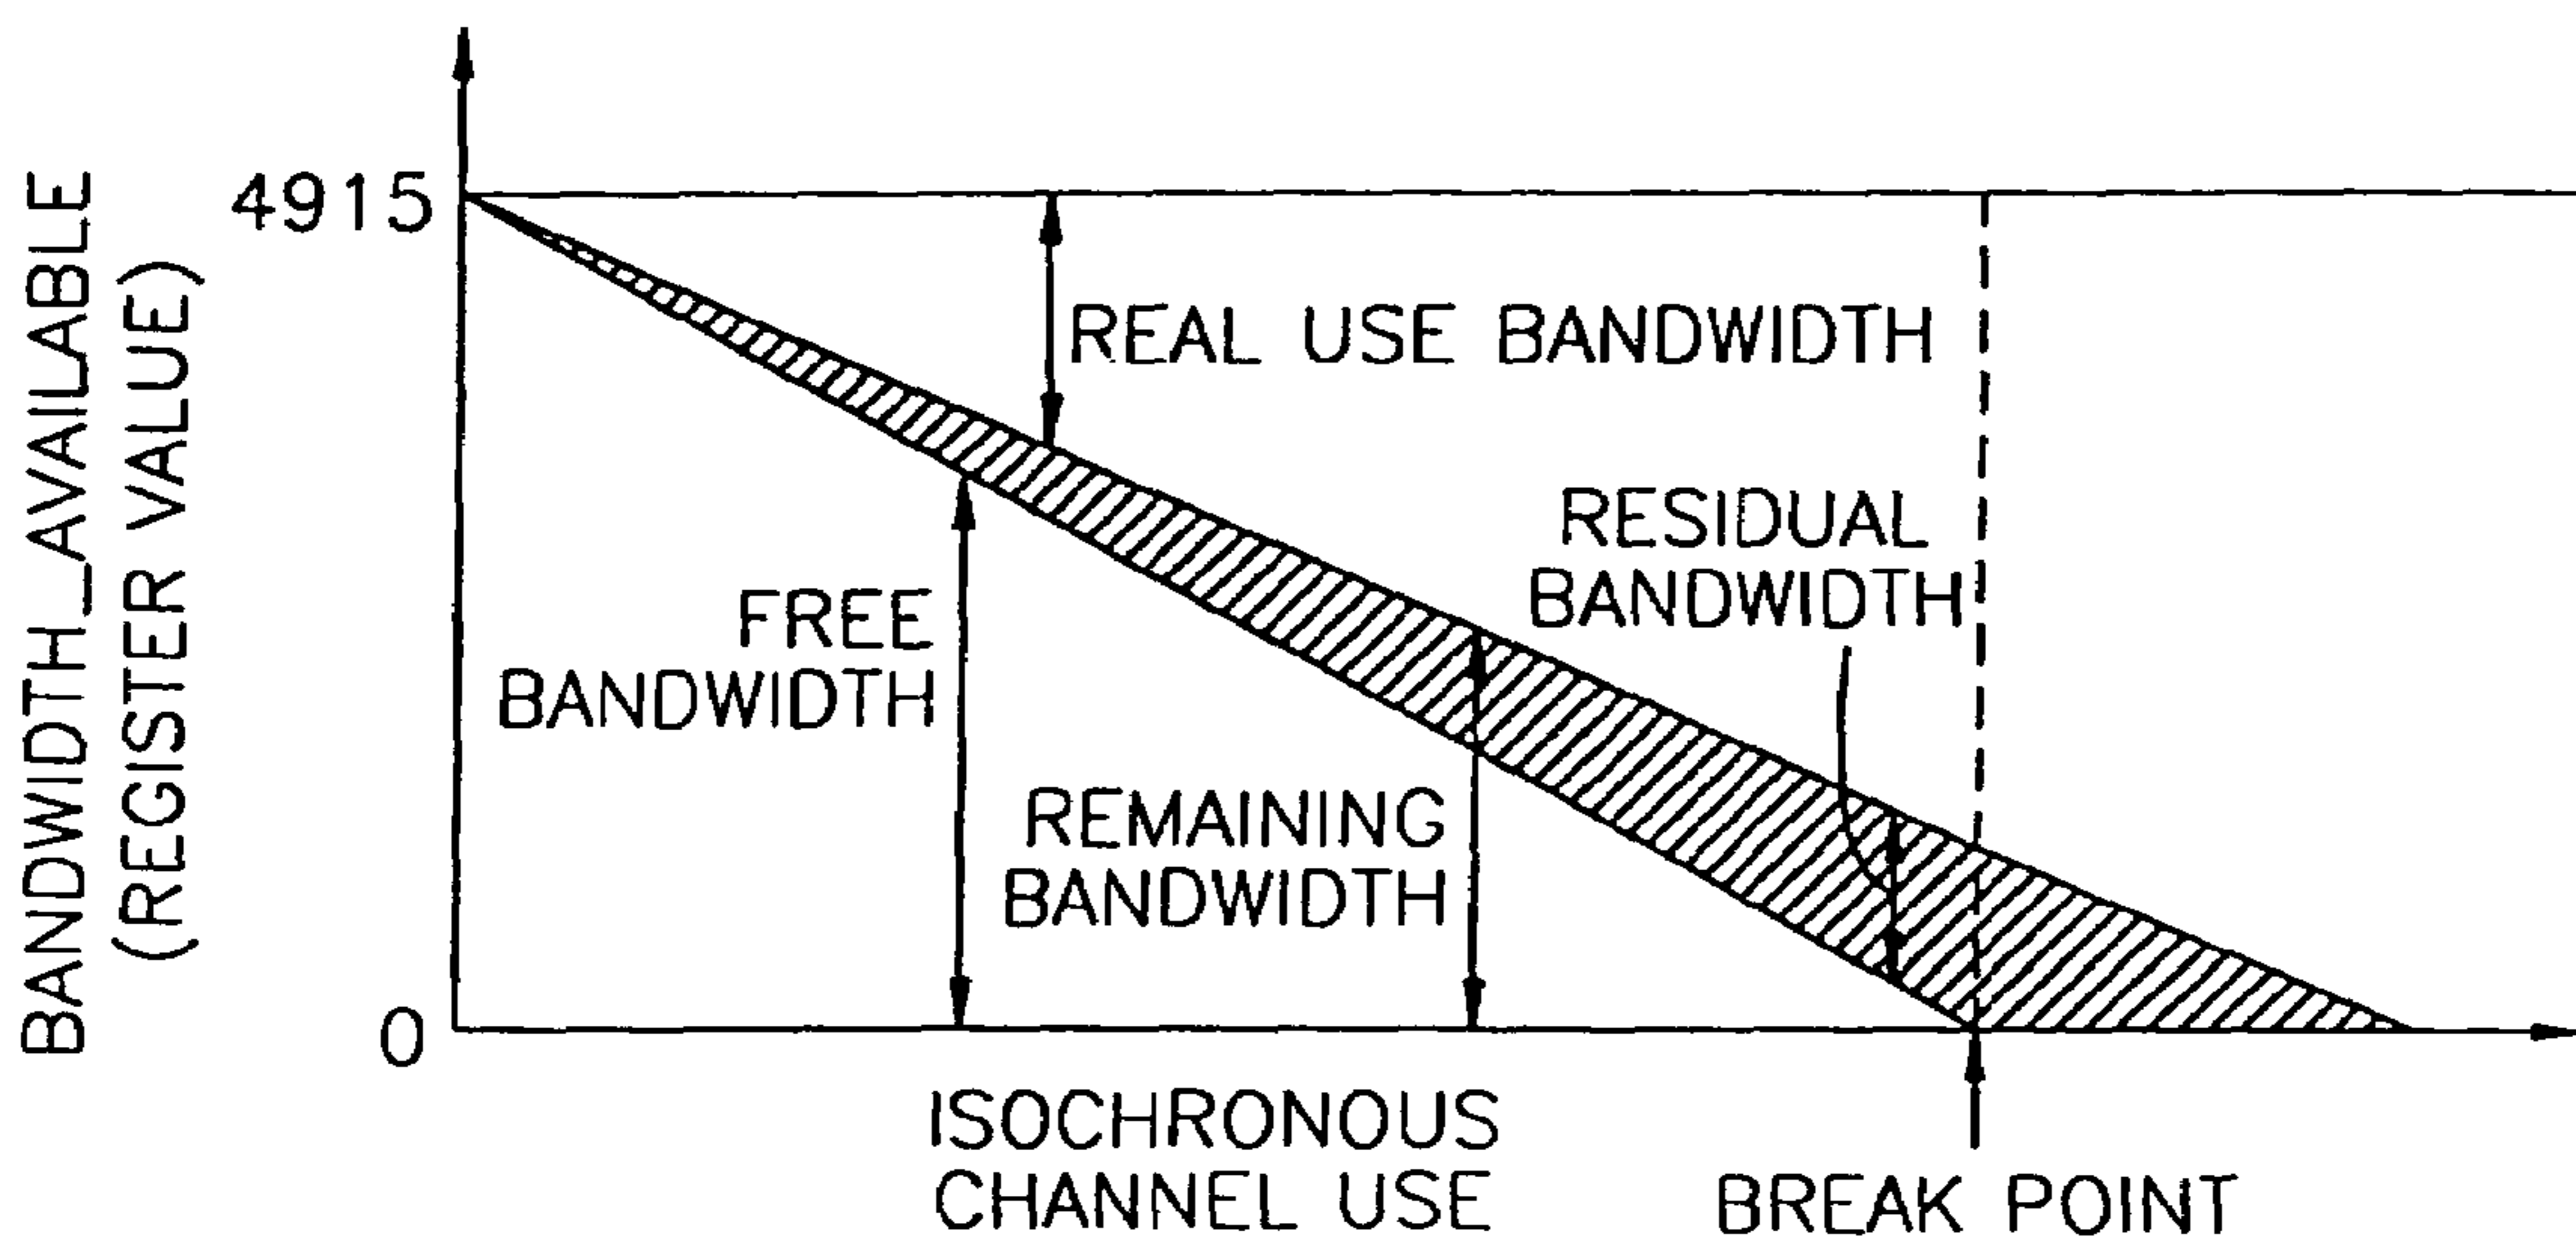 BANDWIDTH_AVAILABLE
(REGISTER VALUE)
4915
REAL USE BANDWIDTH
RESIDUAL
BANDWIDTH
FREE
BANDWIDTH
REMAINING
BANDWIDTH
0
ISOCHRONOUS
CHANNEL USE
BREAK POINT